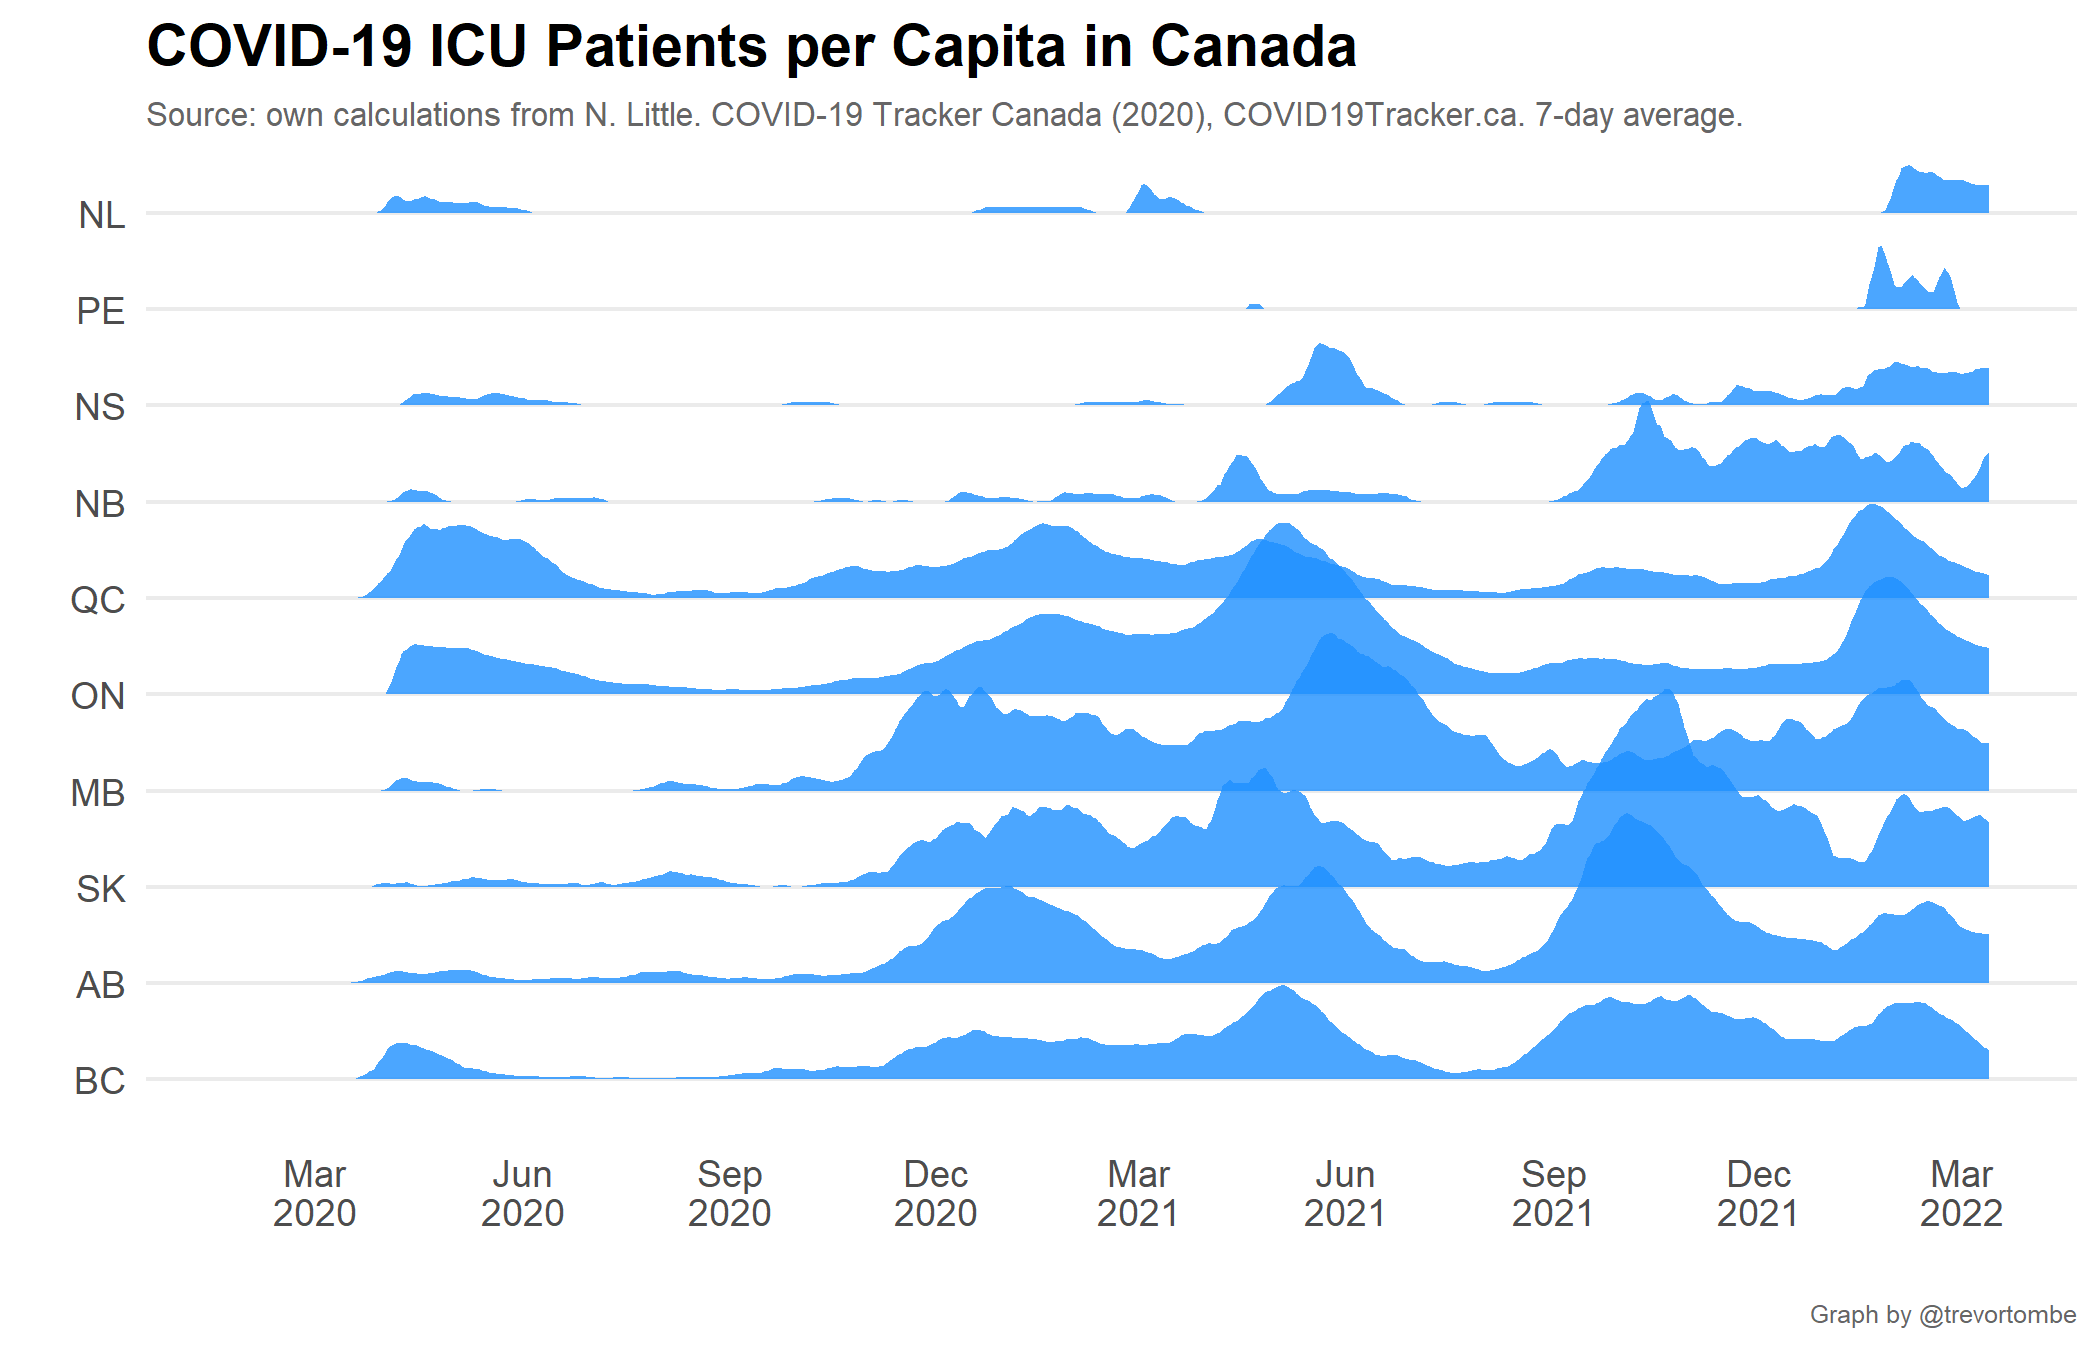 COVID-19 ICU Patients per Capita in Canada
Source: own calculations from N. Little. COVID-19 Tracker Canada (2020), COVID19Tracker.ca. 7-day average.
NL
PE
NS
NB
QC
ON
MB
SK
AB
BC
Mar Jun Sep Dec Mar Jun Sep Dec Mar
2020 2020 2020 2020 2021 2021 2021 2021 2022
Graph by @trevortombe